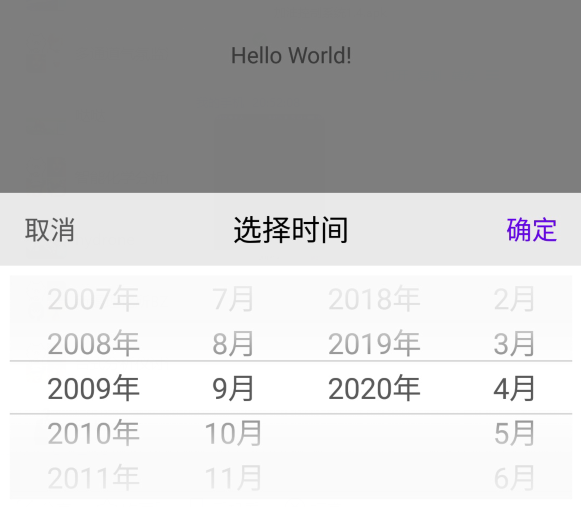 Hello World!
取消 选择时间 确定
2007年 7月 2018年 2月
2008年 8月 2019年 3月
2009年 9月 2020年 4月
2010年 10月 5月
2011年 11月 6月